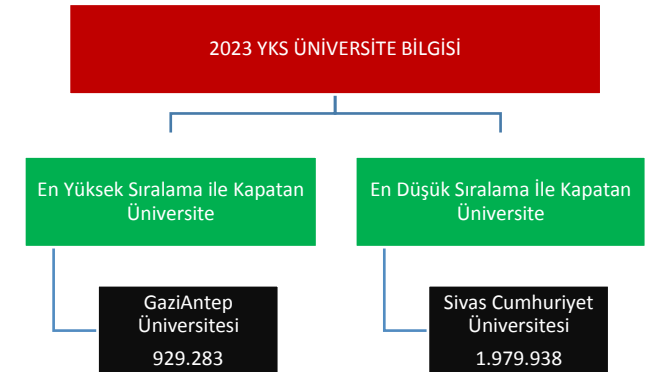 2023 YKS ÜNİVERSİTE BİLGİSİ
En Yüksek Sıralama ile Kapatan
Üniversite
En Düşük Sıralama İle Kapatan
Üniversite
GaziAntep
Üniversitesi
929.283
Sivas Cumhuriyet
Üniversitesi
1.979.938